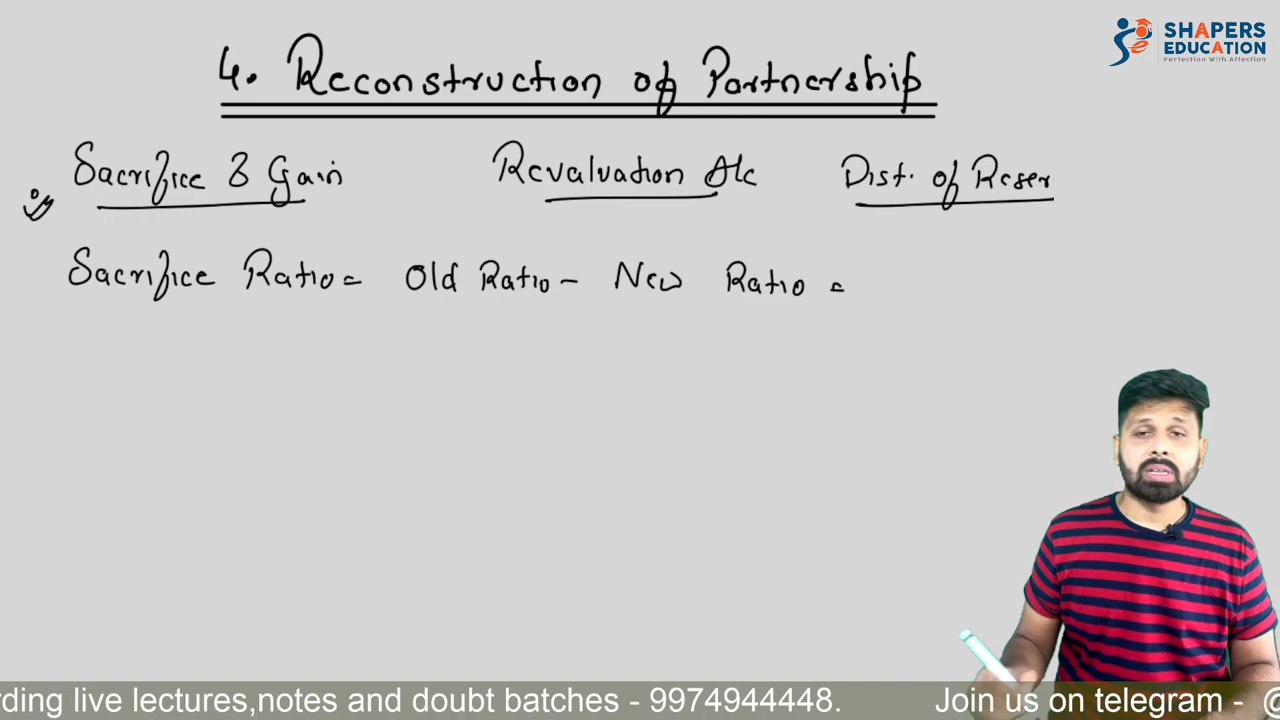 SHAPERS
EDUCATION
Perfection With Affection
4. Reconstruction of Partnership
Sacrifice & Gain Revaluation A/c Dist. of Reser
Sacrifice Ratio = Old Ratio - New Ratio =
rding live lectures,notes and doubt batches - 9974944448. Join us on telegram - @